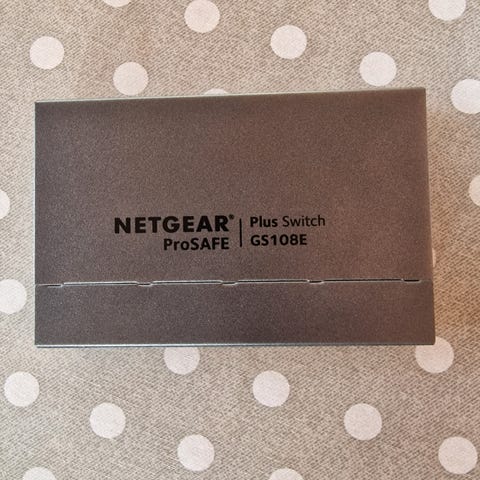 NETGEAR® Plus Switch
ProSAFE GS108E